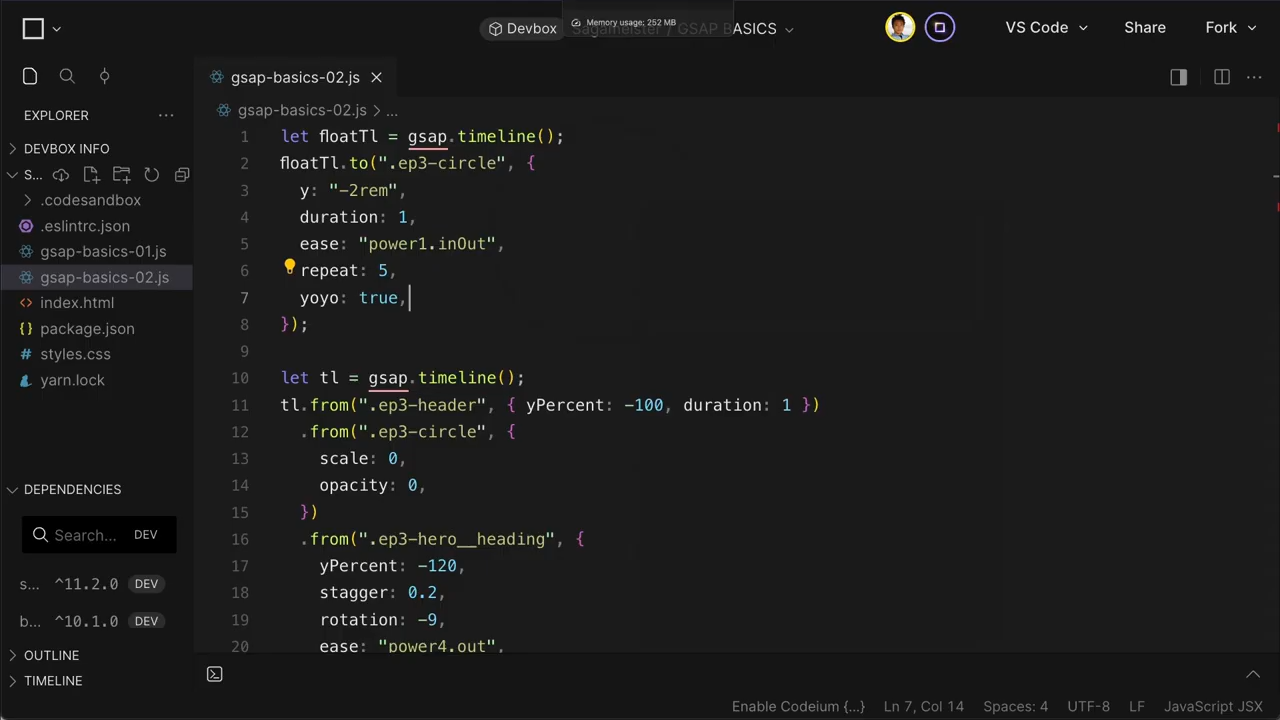 Memory usage: 252 MB
Devbox
Sagameister / GSAP BASICS
VS Code
Share
Fork
gsap-basics-02.js
EXPLORER
gsap-basics-02.js > ...
DEVBOX INFO
S...
.codesandbox
.eslintrc.json
gsap-basics-01.js
gsap-basics-02.js
index.html
package.json
styles.css
yarn.lock
DEPENDENCIES
Search... DEV
s... ^11.2.0 DEV
b... ^10.1.0 DEV
OUTLINE
TIMELINE
1 let floatTl = gsap.timeline();
2 floatTl.to(".ep3-circle", {
3 y: "-2rem",
4 duration: 1,
5 ease: "power1.inOut",
6 repeat: 5,
7 yoyo: true,
8 });
9
10 let tl = gsap.timeline();
11 tl.from(".ep3-header", { yPercent: -100, duration: 1 })
12 .from(".ep3-circle", {
13 scale: 0,
14 opacity: 0,
15 })
16 .from(".ep3-hero__heading", {
17 yPercent: -120,
18 stagger: 0.2,
19 rotation: -9,
20 ease: "power4.out",
Enable Codeium {...}
Ln 7, Col 14
Spaces: 4
UTF-8
LF
JavaScript JSX